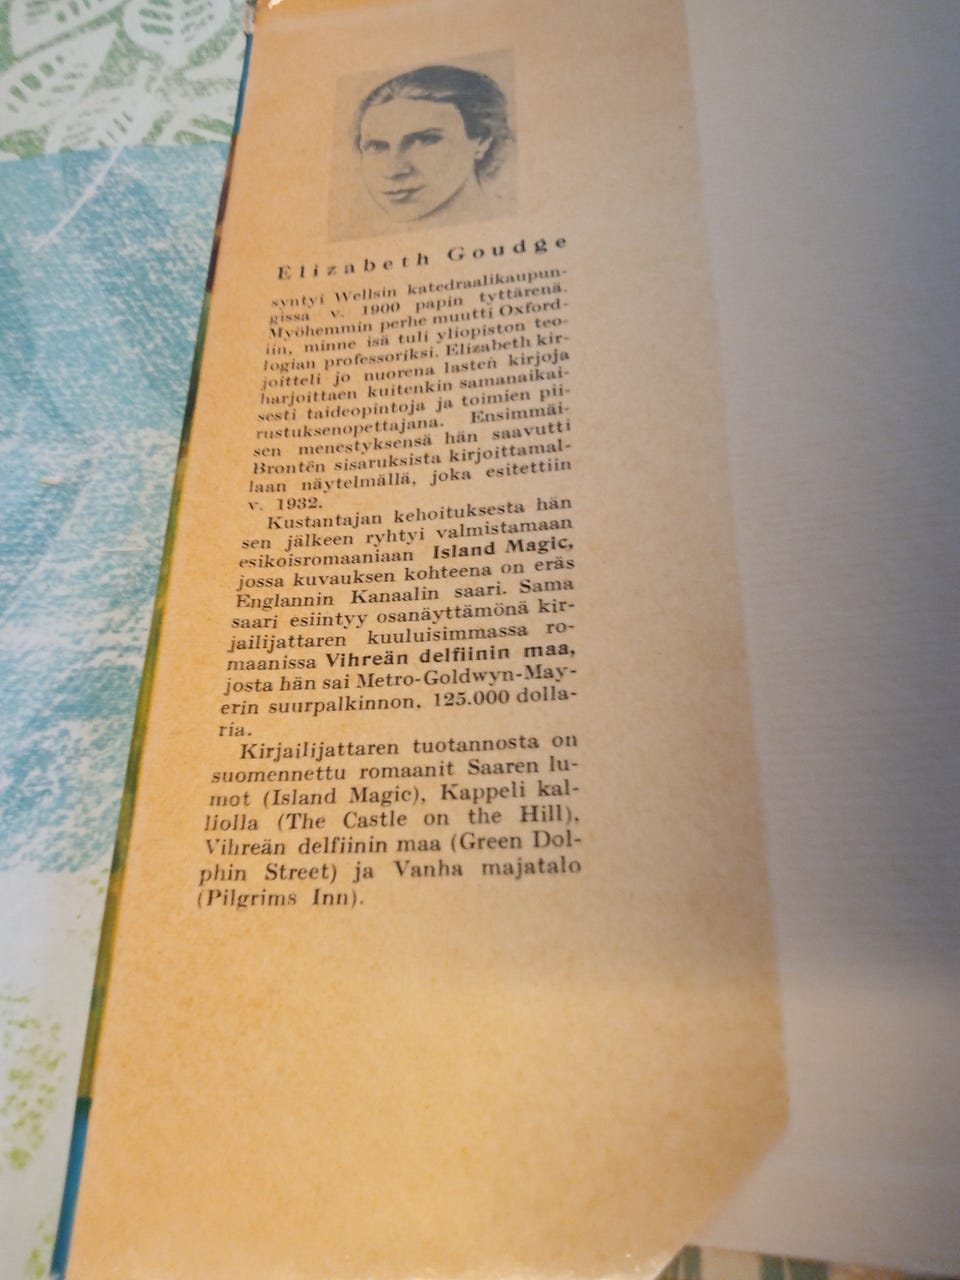 Elizabeth Goudge
syntyi Wellsin katedraalikaupun-
gissa v. 1900 papin tyttärenä.
Myöhemmin perhe muutti Oxford-
iin, minne isä tuli yliopiston teo-
logian professoriksi. Elizabeth kir-
joitteli jo nuorena lasten kirjoja
harjoittaen kuitenkin samanaikai-
sesti taideopintoja ja toimien pii-
rustuksenopettajana. Ensimmäi-
sen menestyksensä hän saavutti
Brontën sisaruksista kirjoittamal-
laan näytelmällä, joka esitettiin
v. 1932.
Kustantajan kehoituksesta hän
sen jälkeen ryhtyi valmistamaan
esikoisromaaniaan Island Magic,
jossa kuvauksen kohteena on eräs
Englannin Kanaalin saari. Sama
saari esiintyy osanäyttämönä kir-
jailijattaren kuuluisimmassa ro-
maanissa Vihreän delfiinin maa,
josta hän sai Metro-Goldwyn-May-
erin suurpalkinnon, 125.000 dolla-
ria.
Kirjailijattaren tuotannosta on
suomennettu romaanit Saaren lu-
mot (Island Magic), Kappeli kal-
liolla (The Castle on the Hill),
Vihreän delfiinin maa (Green Dol-
phin Street) ja Vanha majatalo
(Pilgrims Inn).